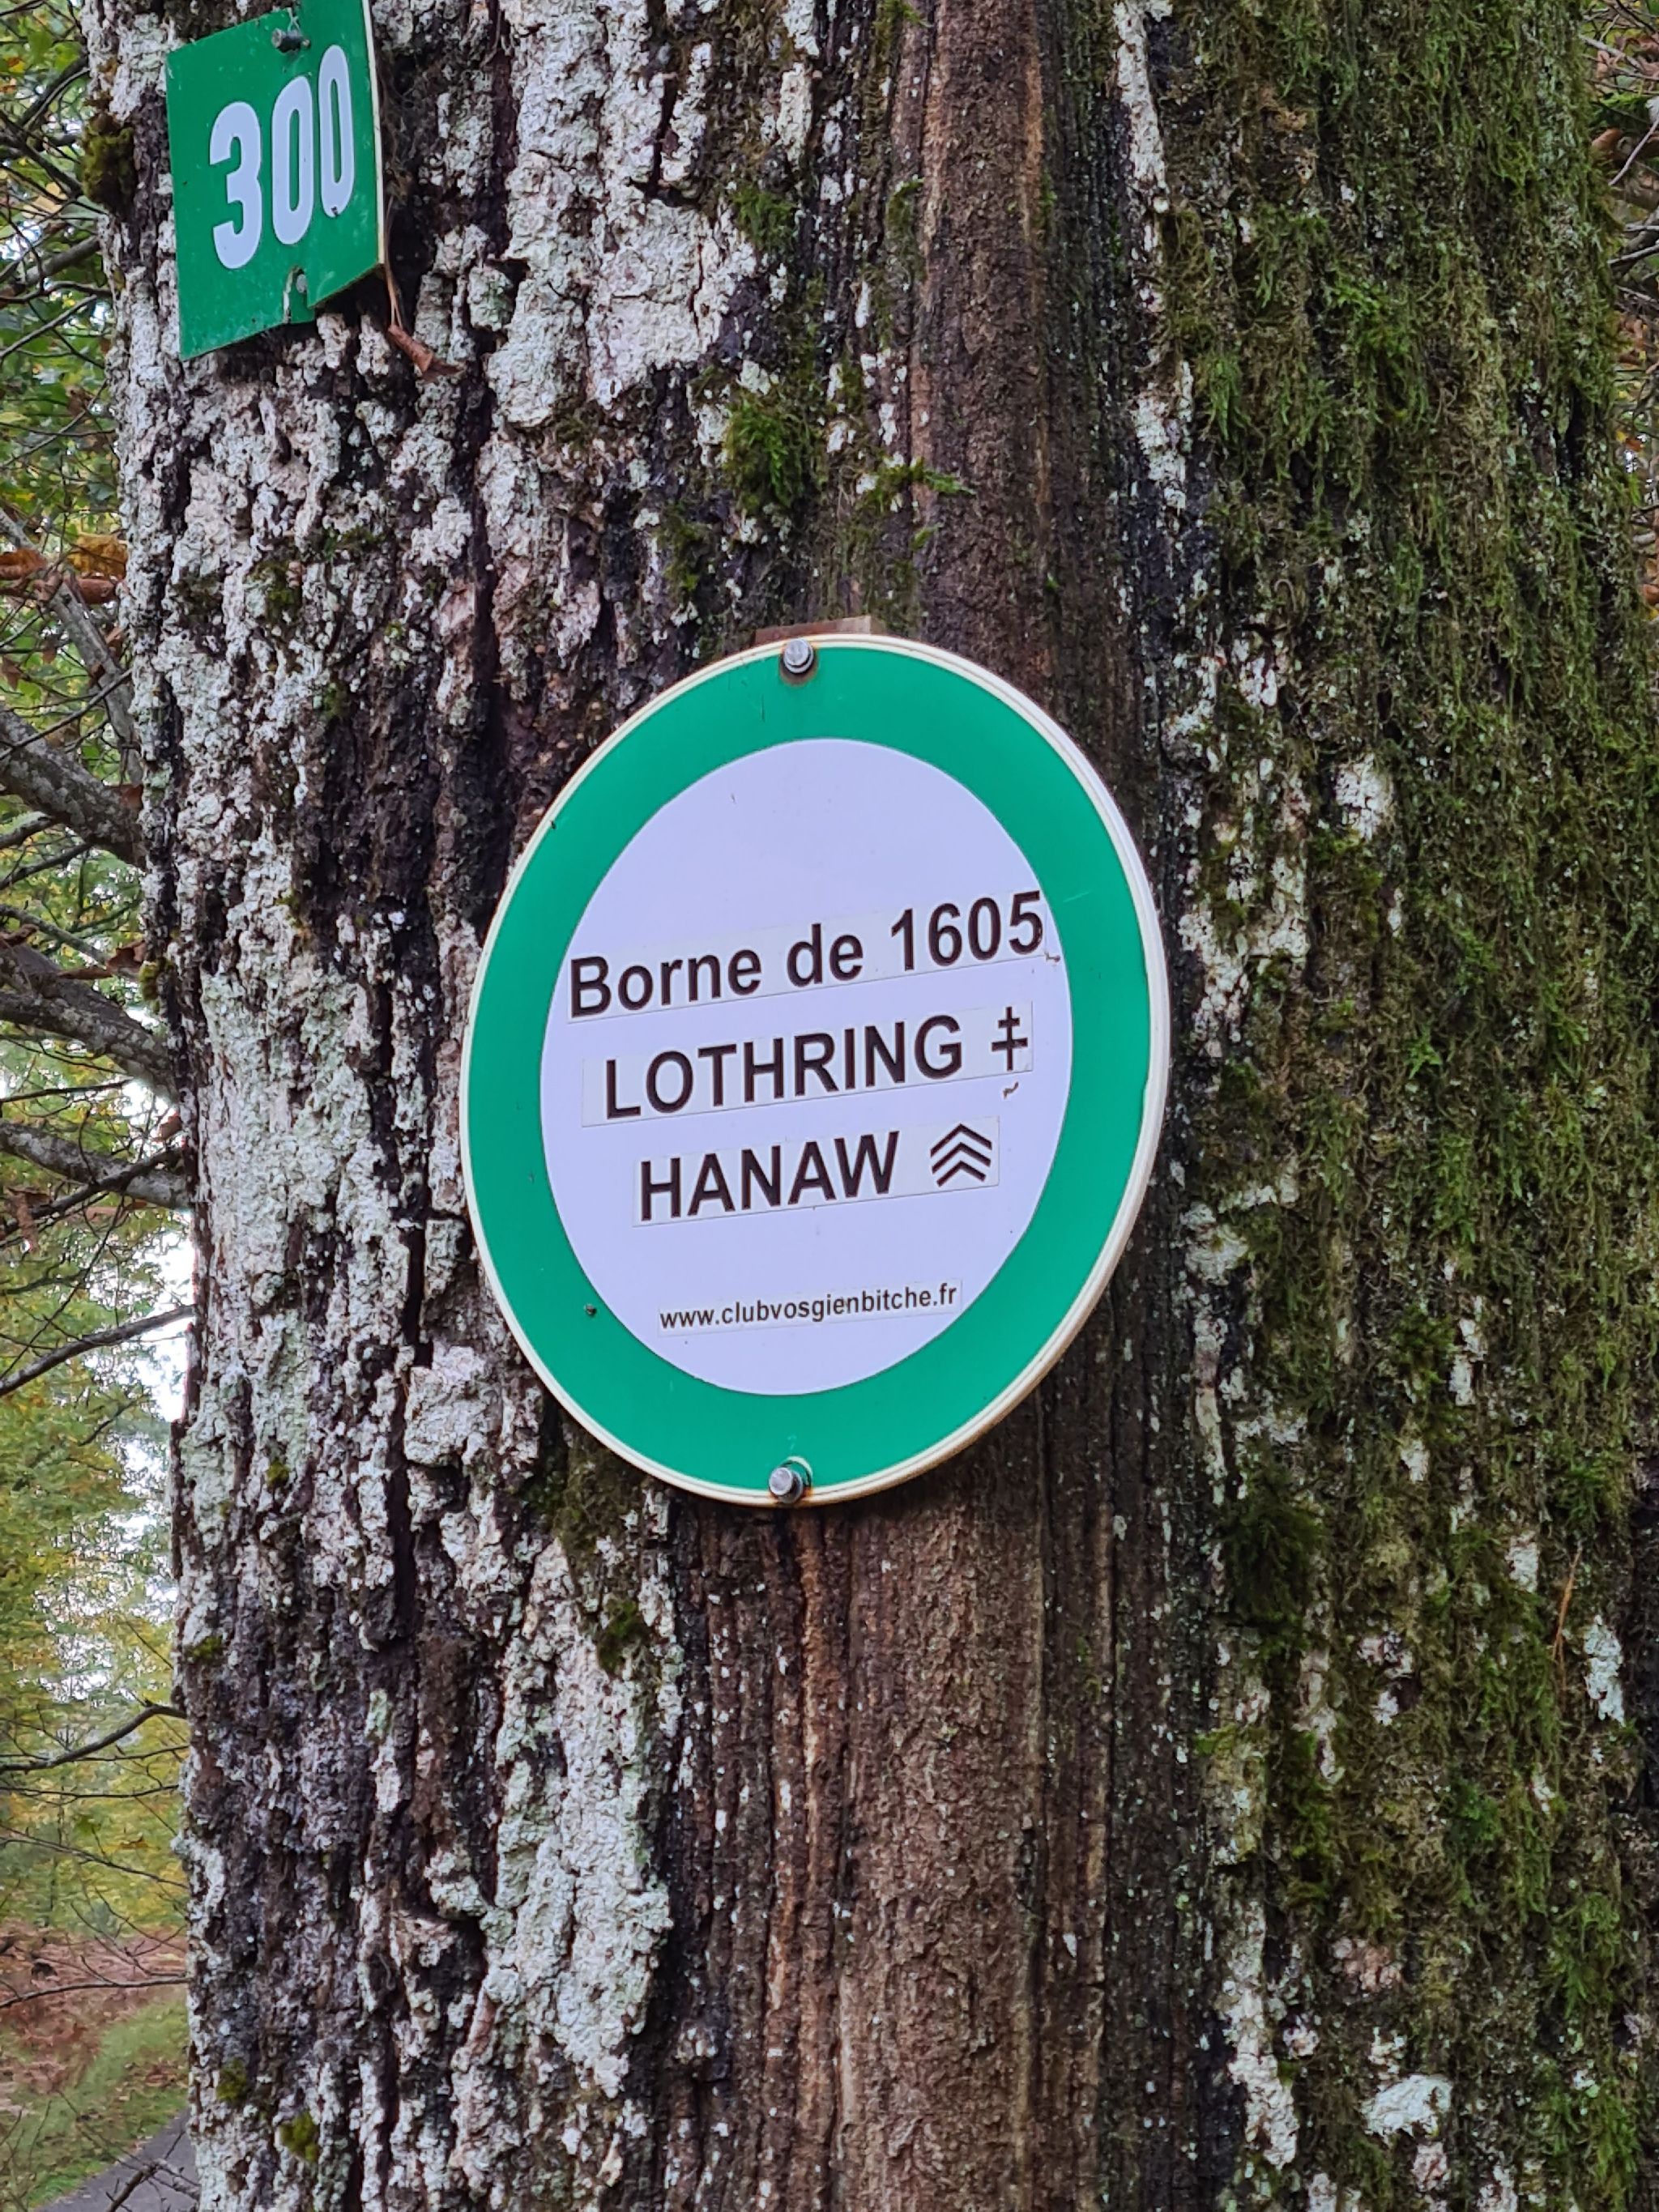 300
Borne de 1605
LOTHRING ‡
HANAW
www.clubvosgienbitche.fr